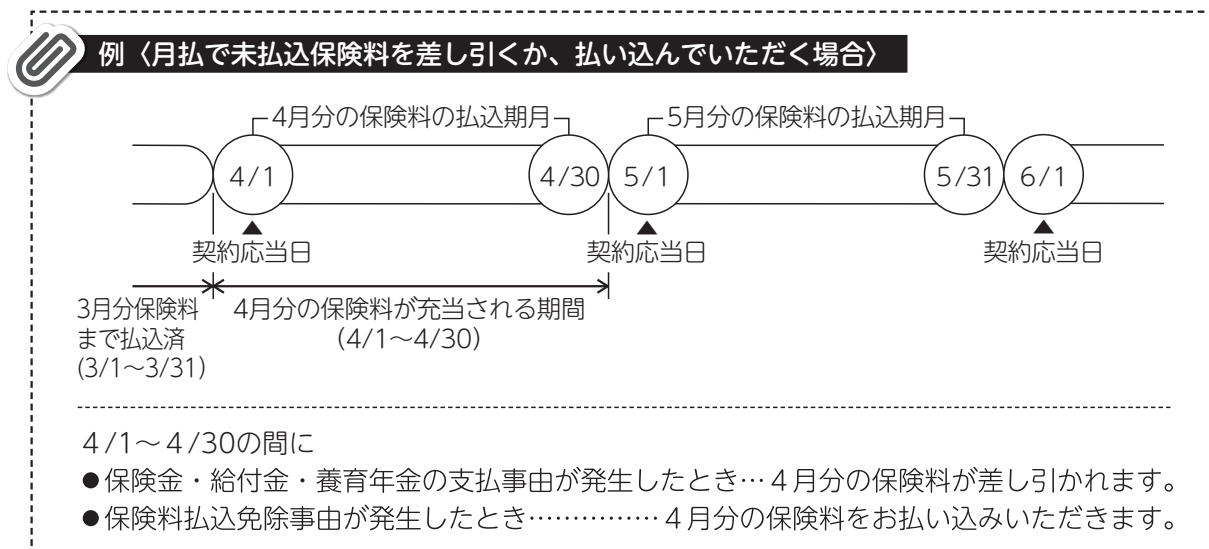 例〈月払で未払込保険料を差し引くか、払い込んでいただく場合〉
4月分の保険料の払込期月
5月分の保険料の払込期月
4/1
4/30
5/1
5/31
6/1
▲
▲
▲
契約応当日
契約応当日
契約応当日
3月分保険料
まで払込済
(3/1～3/31)
4月分の保険料が充当される期間
(4/1～4/30)
4/1～4/30の間に
●保険金・給付金・養育年金の支払事由が発生したとき…4月分の保険料が差し引かれます。
●保険料払込免除事由が発生したとき……………4月分の保険料をお払い込みいただきます。